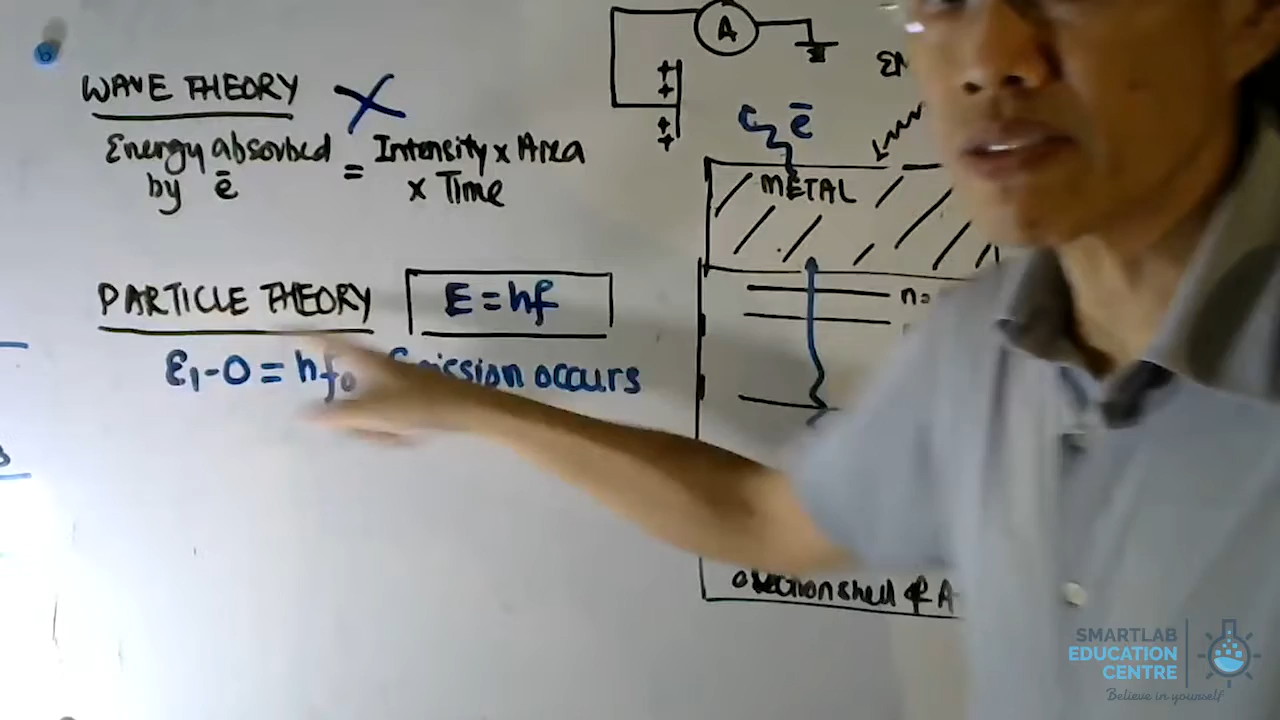 WAVE THEORY X
Energy absorbed by ē = Intensity x Area x Time
PARTICLE THEORY
E = hf
ε₁-0 = hf₀ Emission occurs
A
++
++
ē
METAL
n=
SMARTLAB
EDUCATION
CENTRE
Believe in yourself